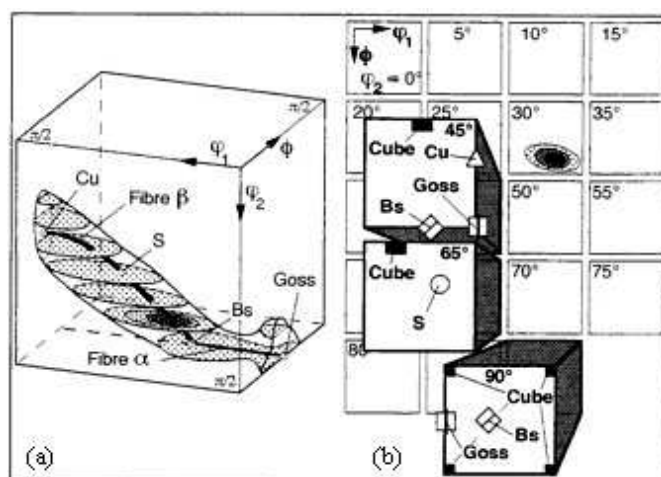 π/2
π/2
φ₁
ϕ
φ₂
Cu
Fibre β
S
Goss
Bs
Fibre α
π/2
(a)
φ₁
ϕ
φ₂ = 0°
5°
10°
15°
20°
25°
30°
35°
45°
Cube
Cu
Goss
Bs
50°
55°
65°
Cube
S
70°
75°
90°
Cube
Bs
Goss
(b)